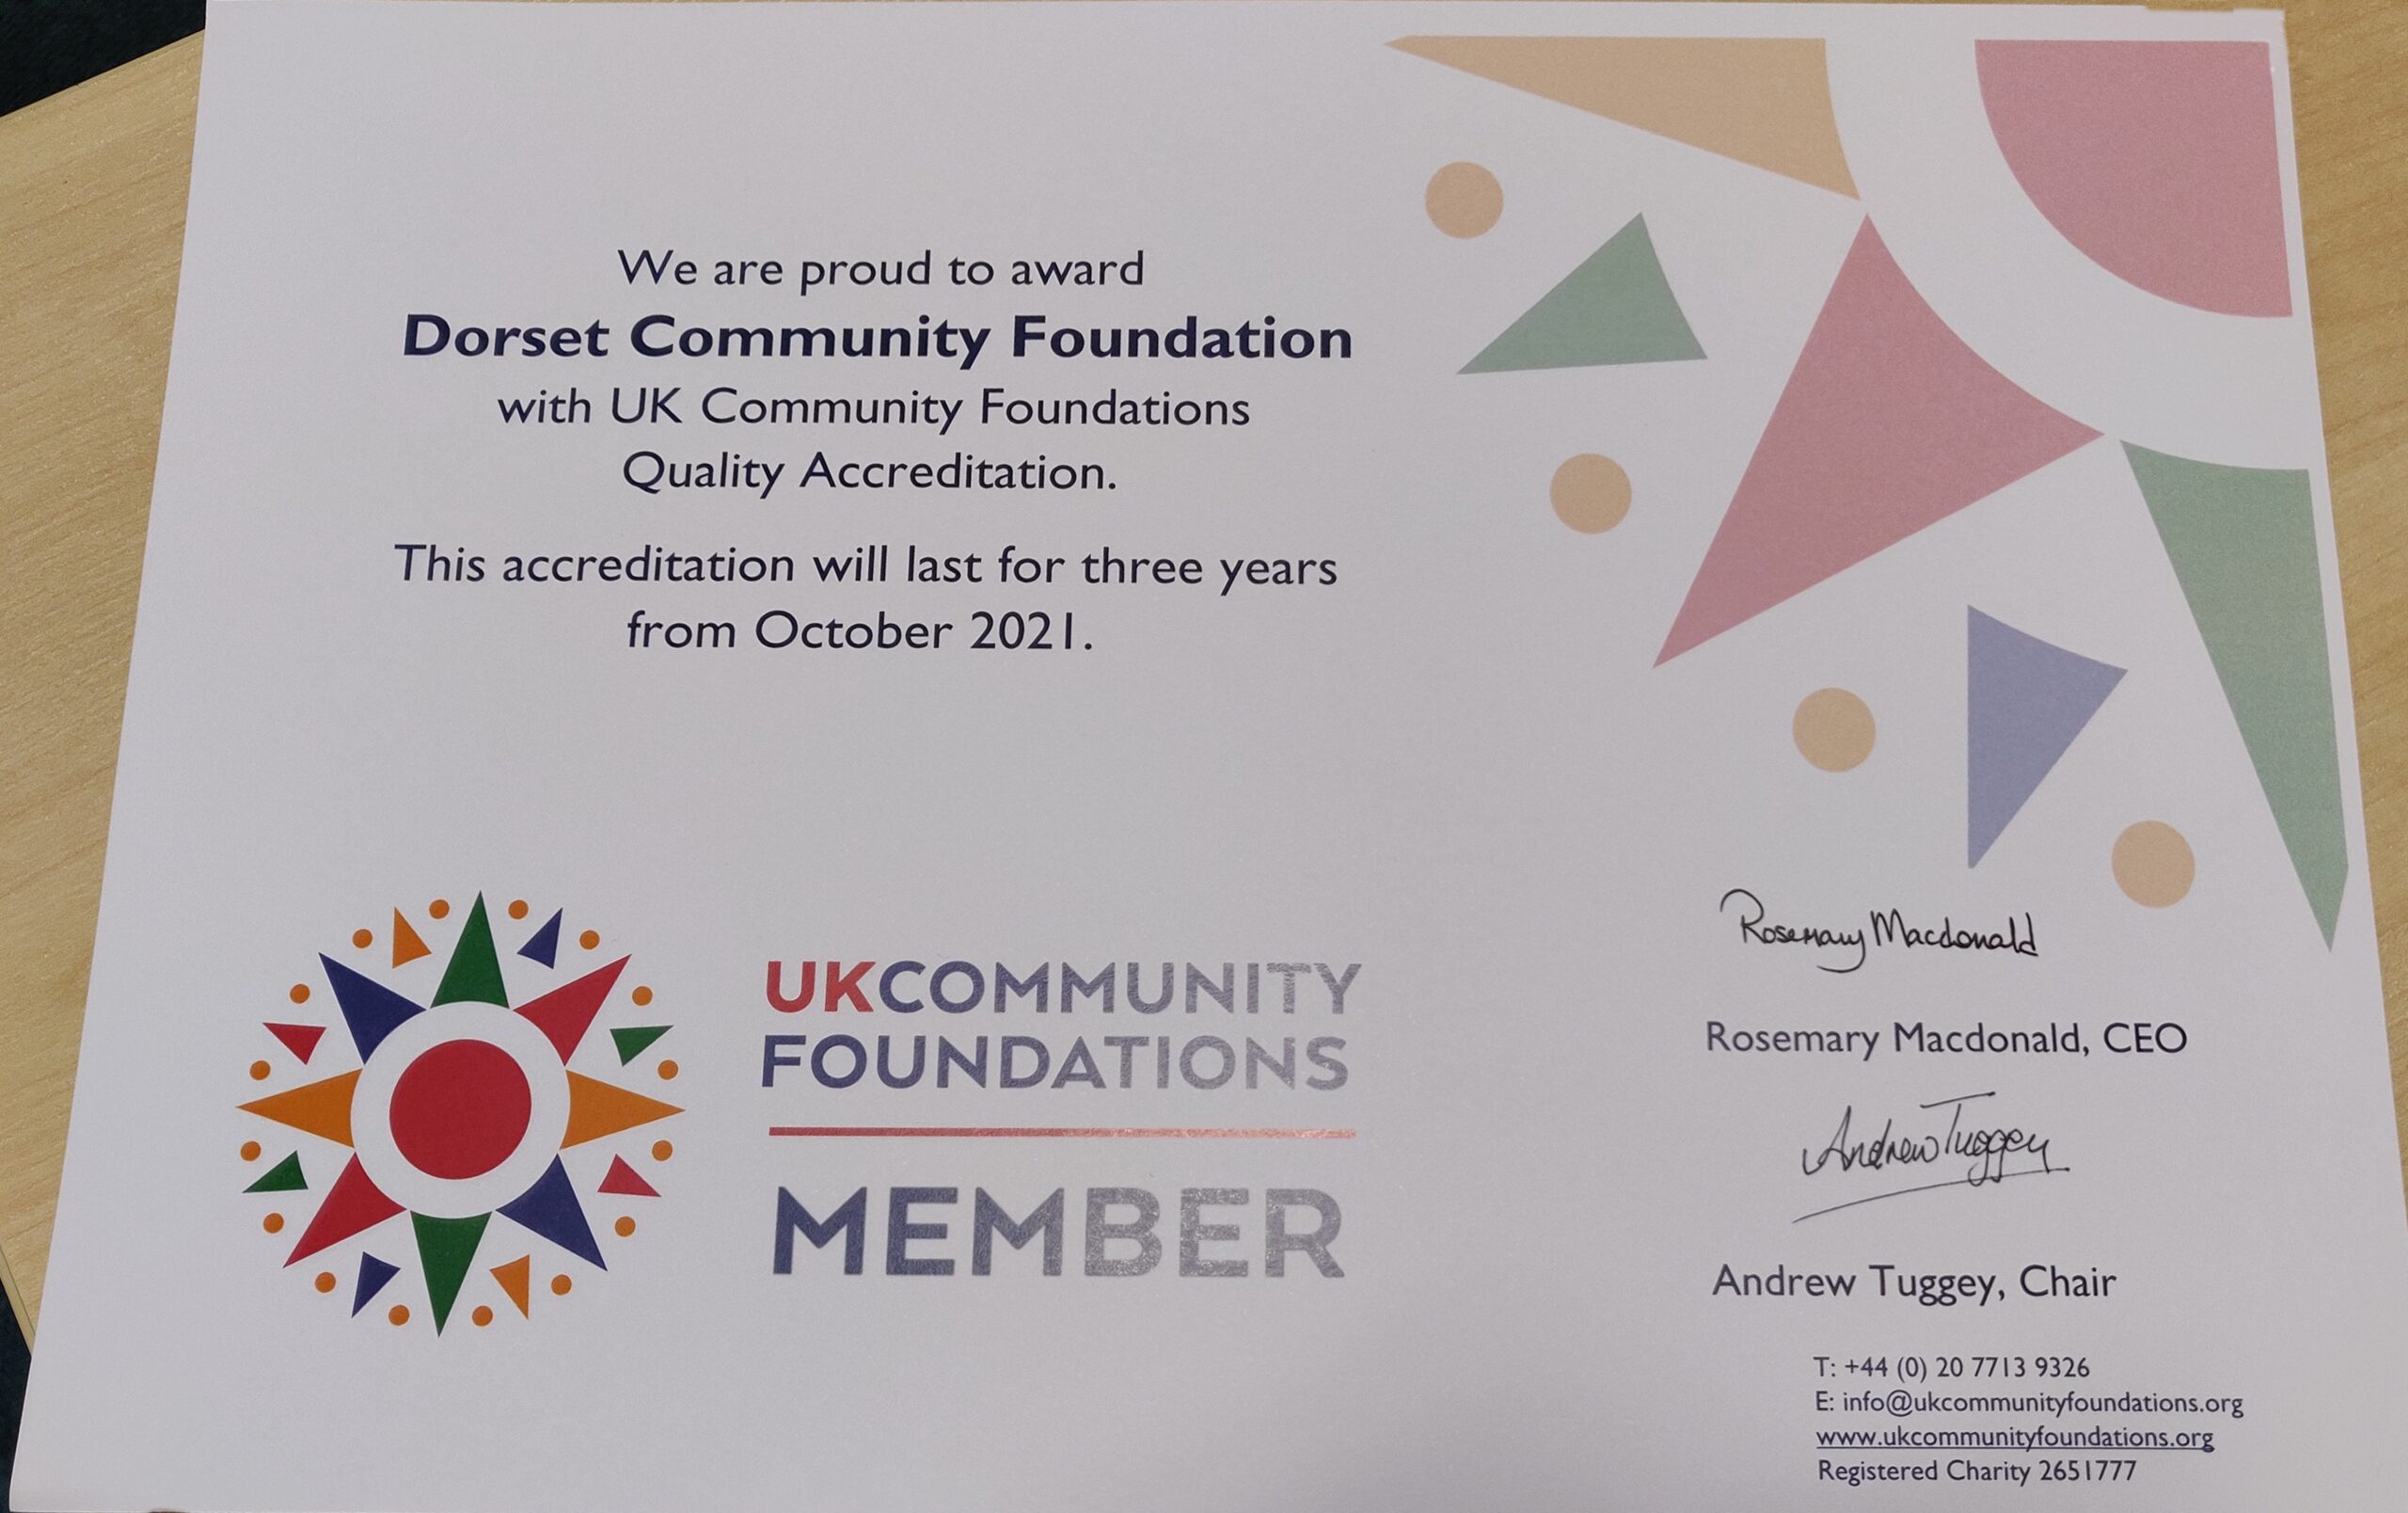 We are proud to award
Dorset Community Foundation
with UK Community Foundations
Quality Accreditation.
This accreditation will last for three years
from October 2021.
UKCOMMUNITY
FOUNDATIONS
MEMBER
Rosemary Macdonald
Rosemary Macdonald, CEO
Andrew Tuggey
Andrew Tuggey, Chair
T: +44 (0) 20 7713 9326
E: info@ukcommunityfoundations.org
www.ukcommunityfoundations.org
Registered Charity 2651777